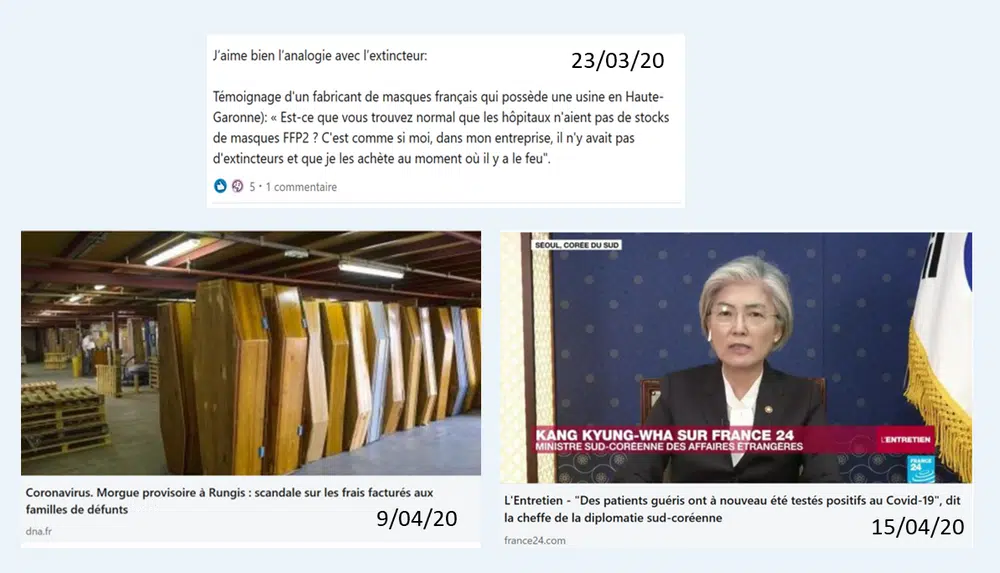 J'aime bien l'analogie avec l'extincteur:
23/03/20
Témoignage d'un fabricant de masques français qui possède une usine en Haute-
Garonne): « Est-ce que vous trouvez normal que les hôpitaux n'aient pas de stocks
de masques FFP2 ? C'est comme si moi, dans mon entreprise, il n'y avait pas
d'extincteurs et que je les achète au moment où il y a le feu".
5 · 1 commentaire
Coronavirus. Morgue provisoire à Rungis : scandale sur les frais facturés aux
familles de défunts
dna.fr
9/04/20
SÉOUL, CORÉE DU SUD
KANG KYUNG-WHA SUR FRANCE 24
MINISTRE SUD-CORÉENNE DES AFFAIRES ÉTRANGÈRES
L'ENTRETIEN
FRANCE
24
L'Entretien - "Des patients guéris ont à nouveau été testés positifs au Covid-19", dit
la cheffe de la diplomatie sud-coréenne
france24.com
15/04/20